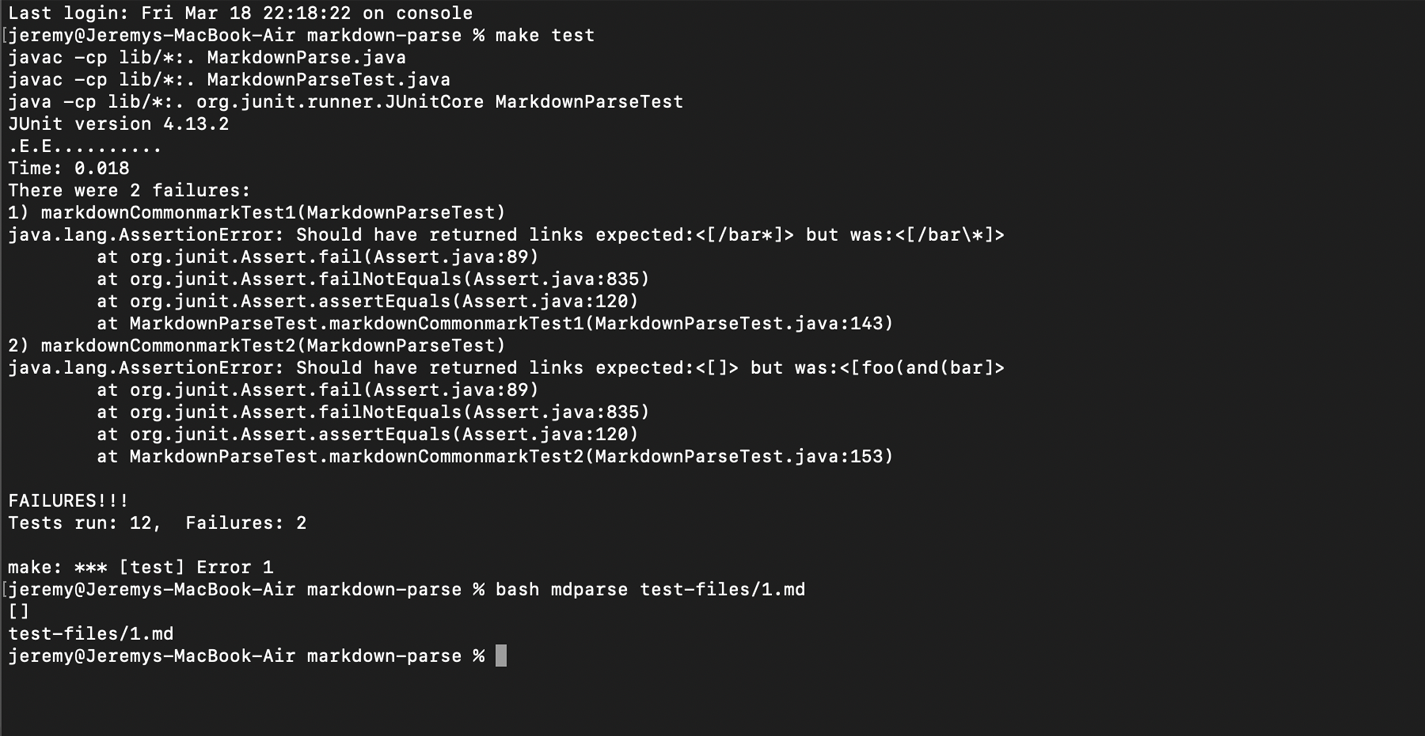 Last login: Fri Mar 18 22:18:22 on console
[jeremy@Jeremys-MacBook-Air markdown-parse % make test
javac -cp lib/*:. MarkdownParse.java
javac -cp lib/*:. MarkdownParseTest.java
java -cp lib/*:. org.junit.runner.JUnitCore MarkdownParseTest
JUnit version 4.13.2
.E.E..........
Time: 0.018
There were 2 failures:
1) markdownCommonmarkTest1(MarkdownParseTest)
java.lang.AssertionError: Should have returned links expected:<[/bar*]> but was:<[/bar\*]>
        at org.junit.Assert.fail(Assert.java:89)
        at org.junit.Assert.failNotEquals(Assert.java:835)
        at org.junit.Assert.assertEquals(Assert.java:120)
        at MarkdownParseTest.markdownCommonmarkTest1(MarkdownParseTest.java:143)
2) markdownCommonmarkTest2(MarkdownParseTest)
java.lang.AssertionError: Should have returned links expected:<[]> but was:<[foo(and(bar]>
        at org.junit.Assert.fail(Assert.java:89)
        at org.junit.Assert.failNotEquals(Assert.java:835)
        at org.junit.Assert.assertEquals(Assert.java:120)
        at MarkdownParseTest.markdownCommonmarkTest2(MarkdownParseTest.java:153)

FAILURES!!!
Tests run: 12,  Failures: 2

make: *** [test] Error 1
[jeremy@Jeremys-MacBook-Air markdown-parse % bash mdparse test-files/1.md
[]
test-files/1.md
jeremy@Jeremys-MacBook-Air markdown-parse %